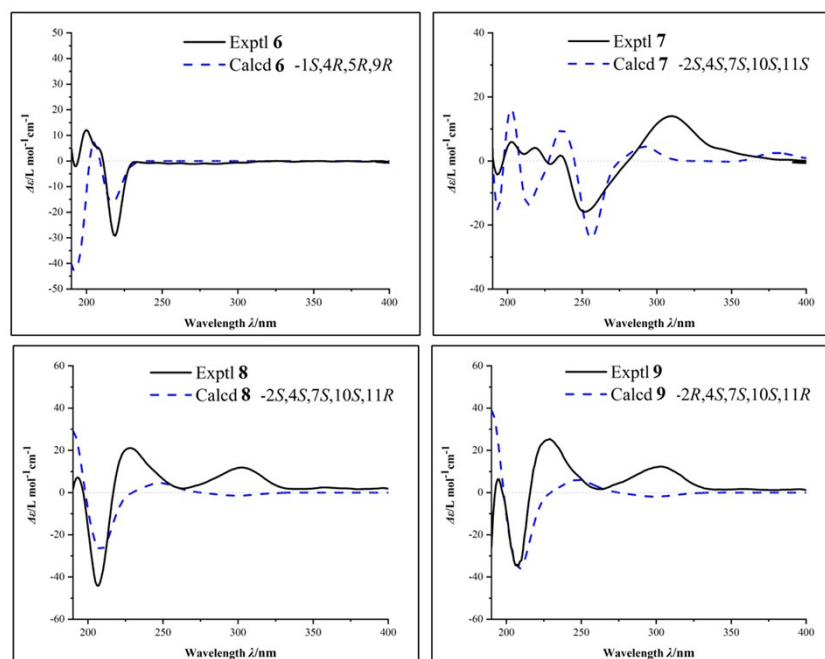 Exptl 6
Calcd 6 -1S,4R,5R,9R
Δε/L mol⁻¹cm⁻¹
50
40
30
20
10
0
-10
-20
-30
-40
-50
200 250 300 350 400
Wavelength λ/nm
Exptl 7
Calcd 7 -2S,4S,7S,10S,11S
Δε/L mol⁻¹cm⁻¹
40
20
0
-20
-40
200 250 300 350 400
Wavelength λ/nm
Exptl 8
Calcd 8 -2S,4S,7S,10S,11R
Δε/L mol⁻¹cm⁻¹
60
40
20
0
-20
-40
-60
200 250 300 350 400
Wavelength λ/nm
Exptl 9
Calcd 9 -2R,4S,7S,10S,11R
Δε/L mol⁻¹cm⁻¹
60
40
20
0
-20
-40
-60
200 250 300 350 400
Wavelength λ/nm